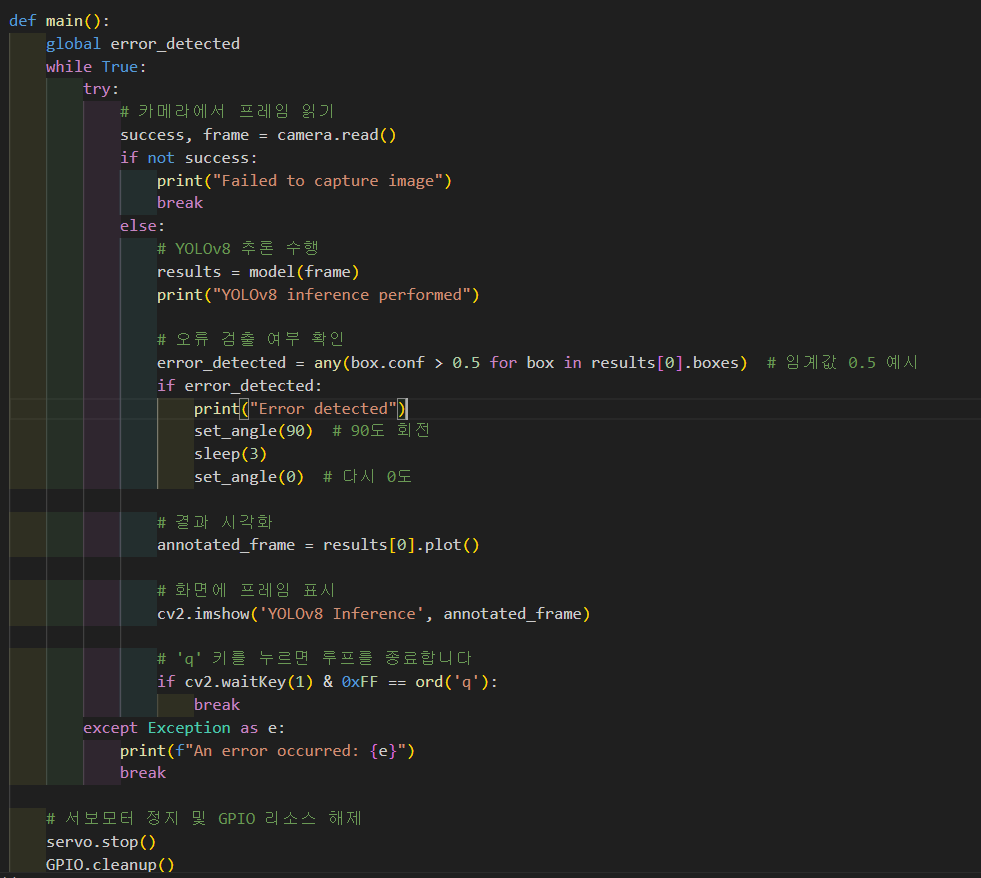 def main():
    global error_detected
    while True:
        try:
            # 카메라에서 프레임 읽기
            success, frame = camera.read()
            if not success:
                print("Failed to capture image")
                break
            else:
                # YOLOv8 추론 수행
                results = model(frame)
                print("YOLOv8 inference performed")

                # 오류 검출 여부 확인
                error_detected = any(box.conf > 0.5 for box in results[0].boxes)  # 임계값 0.5 예시
                if error_detected:
                    print("Error detected")
                    set_angle(90)  # 90도 회전
                    sleep(3)
                    set_angle(0)  # 다시 0도

                # 결과 시각화
                annotated_frame = results[0].plot()

                # 화면에 프레임 표시
                cv2.imshow('YOLOv8 Inference', annotated_frame)

                # 'q' 키를 누르면 루프를 종료합니다
                if cv2.waitKey(1) & 0xFF == ord('q'):
                    break
        except Exception as e:
            print(f"An error occurred: {e}")
            break

    # 서보모터 정지 및 GPIO 리소스 해제
    servo.stop()
    GPIO.cleanup()